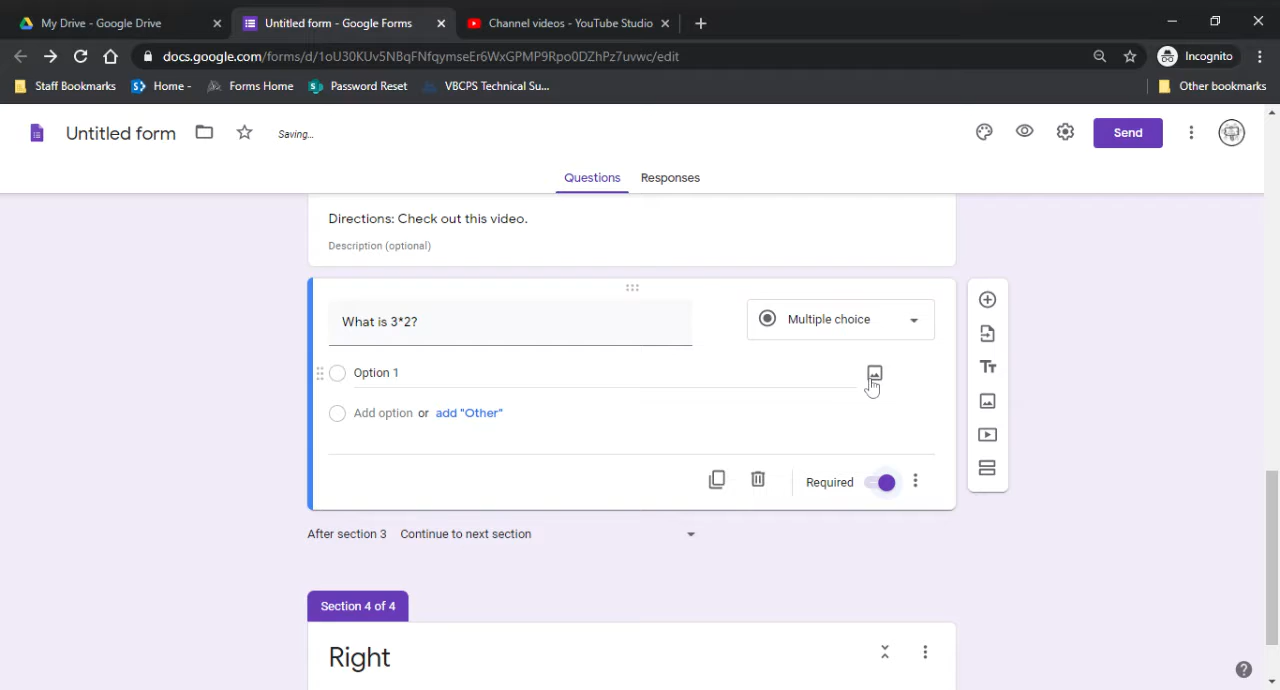 My Drive - Google Drive
Untitled form - Google Forms
Channel videos - YouTube Studio
docs.google.com/forms/d/1oU30KUv5NBqFNfqymseEr6WxGPMP9Rpo0DZhPz7uvwc/edit
Incognito
Staff Bookmarks
Home -
Forms Home
Password Reset
VBCPS Technical Su...
Other bookmarks
Untitled form
Saving...
Send
Questions
Responses
Directions: Check out this video.
Description (optional)
What is 3*2?
Multiple choice
Option 1
Add option or add "Other"
Required
After section 3 Continue to next section
Section 4 of 4
Right